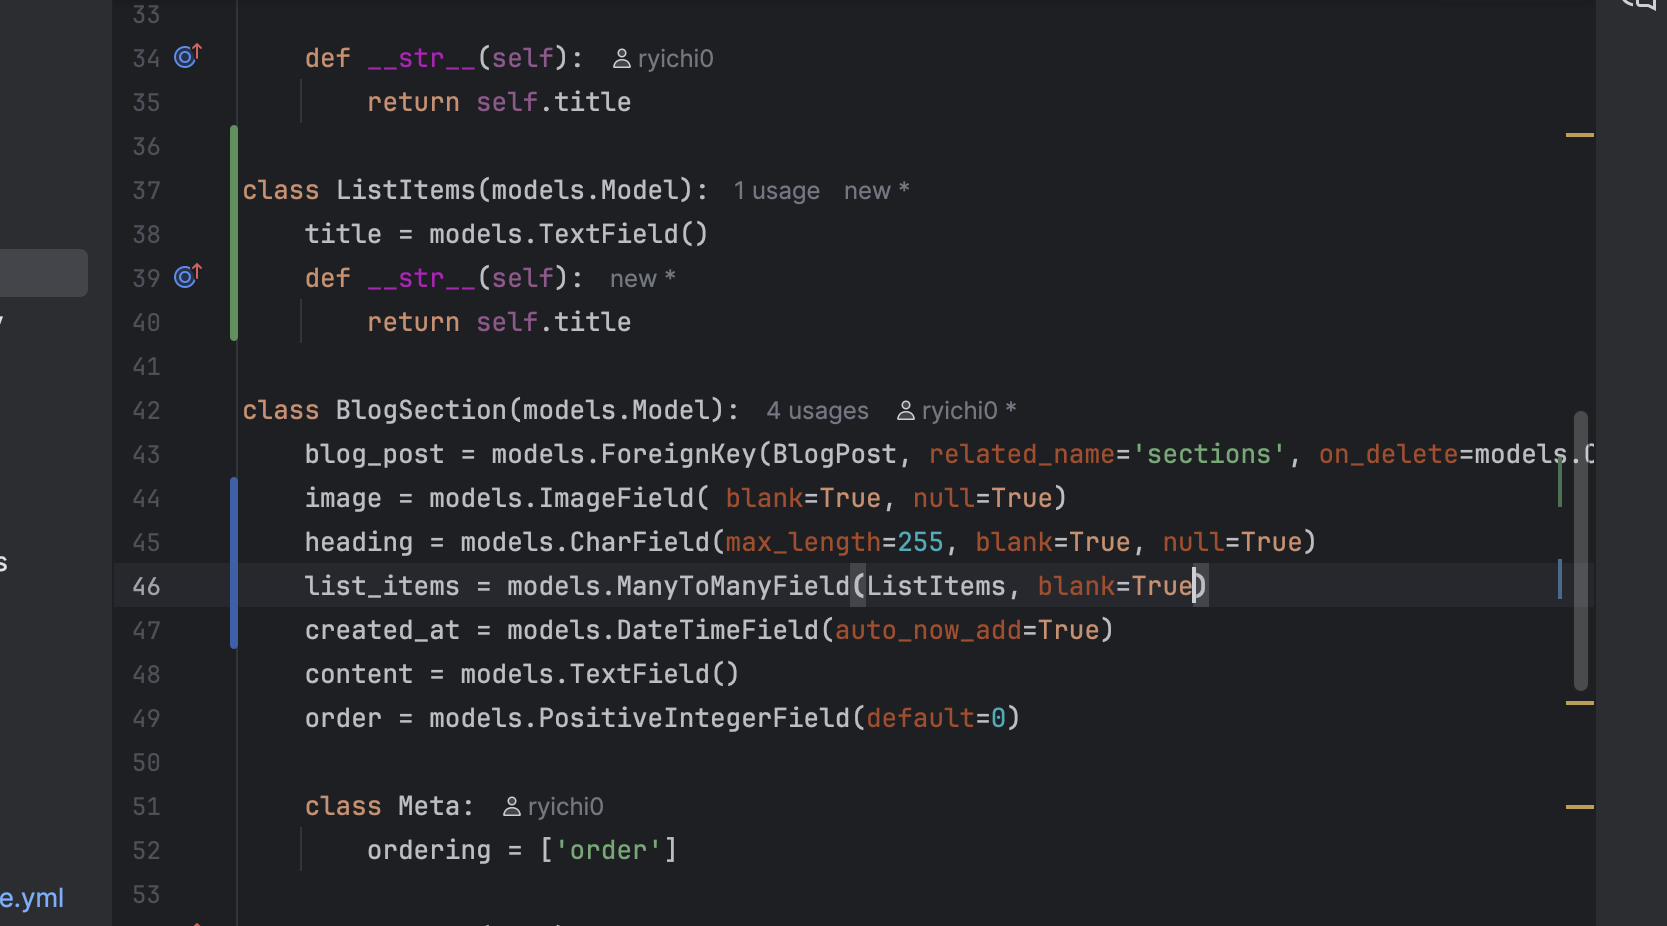 33
34 def __str__(self): ryichi0
35 return self.title
36
37 class ListItems(models.Model): 1 usage new *
38 title = models.TextField()
39 def __str__(self): new *
40 return self.title
41
42 class BlogSection(models.Model): 4 usages ryichi0 *
43 blog_post = models.ForeignKey(BlogPost, related_name='sections', on_delete=models.C
44 image = models.ImageField( blank=True, null=True)
45 heading = models.CharField(max_length=255, blank=True, null=True)
s
46 list_items = models.ManyToManyField(ListItems, blank=True)
47 created_at = models.DateTimeField(auto_now_add=True)
48 content = models.TextField()
49 order = models.PositiveIntegerField(default=0)
50
51 class Meta: ryichi0
52 ordering = ['order']
e.yml
53